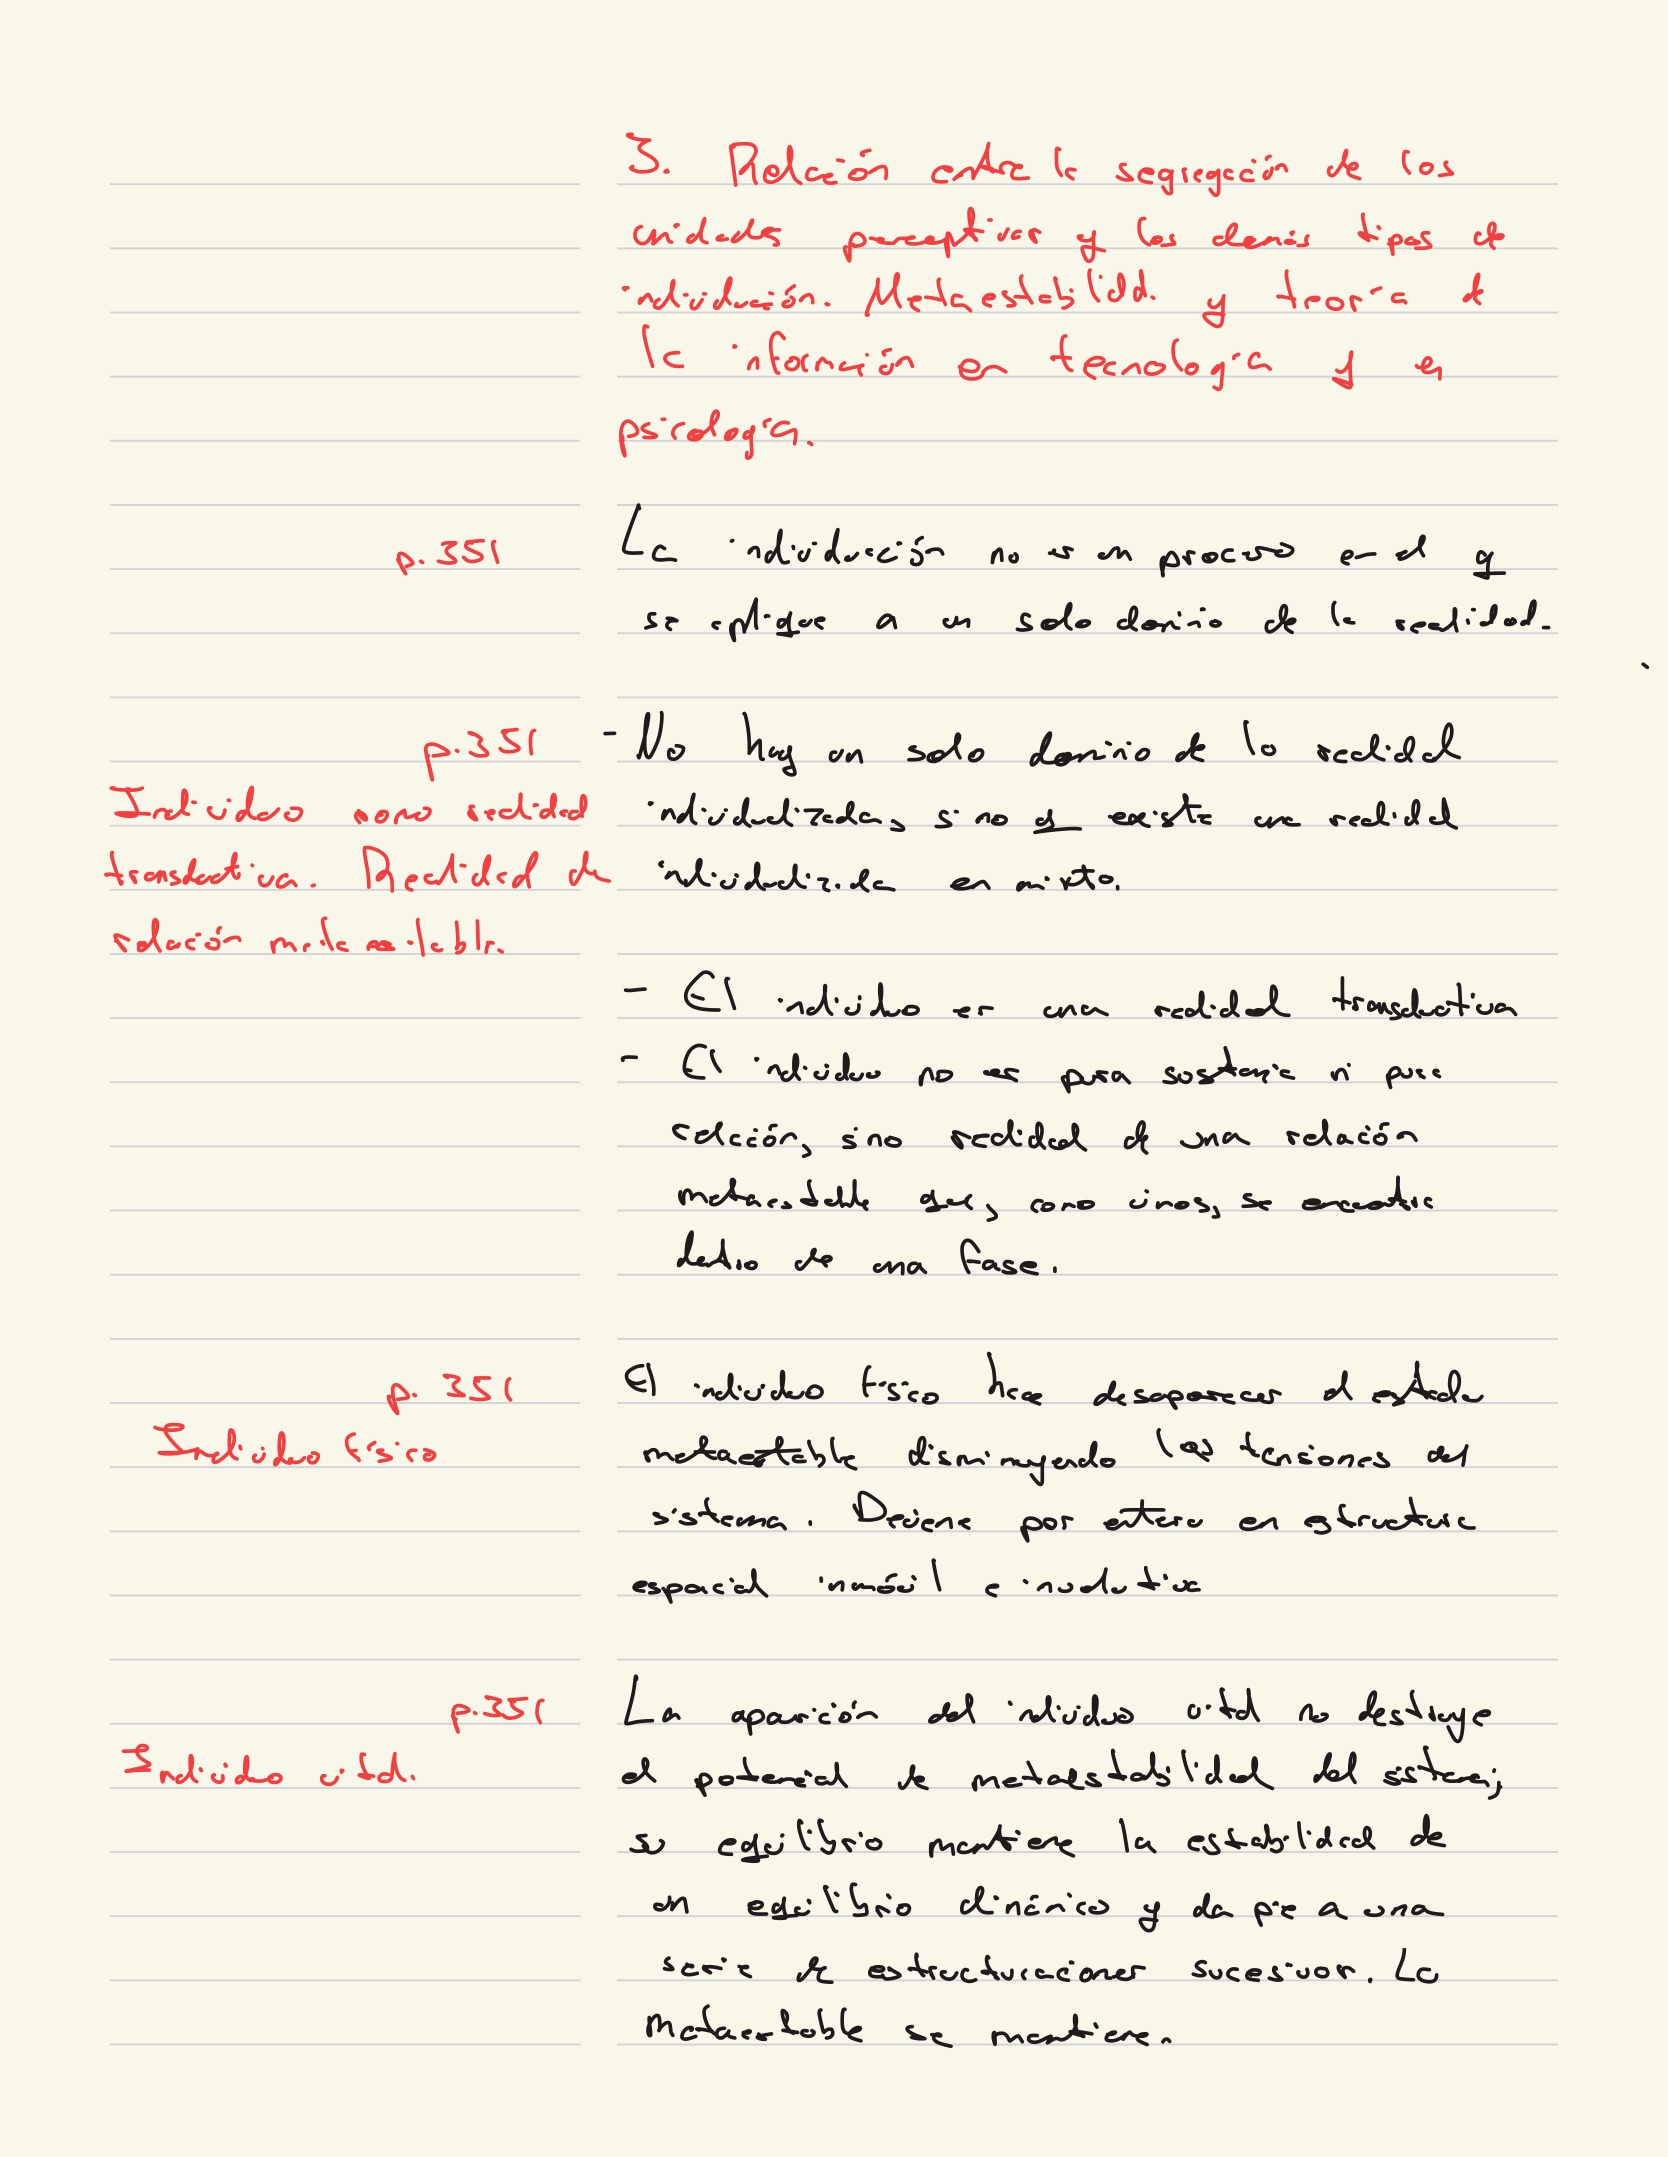 3. Relación entre la segregación de los
unidades perceptivas y los demás tipos de
individuación. Metaestabilidd. y teoría de
la información en tecnología y en
psicología.
p.351
La individuación no es un proceso en el q
se aplique a un solo dominio de la realidad.
p.351
- No hay un solo dominio de lo realidad
Individuo como realidad
individualizada, sino q existe una realidad
transductiva. Realidad de
individualizada en mixto.
relación metaestable.
- El individuo es una realidad transductiva
- El individuo no es pura sustancia ni pura
relación, sino realidad de una relación
metaestable que, como vimos, se encuentra
dentro de una fase.
p. 351
El individuo físico hace desaparecer el estado
Individuo físico
metaestable disminuyendo las tensiones del
sistema. Deviene por entero en estructura
espacial inmóvil e involutiva
p.351
La aparición del individuo vital no destruye
Individuo vital.
el potencial de metaestabilidad del sistema;
su equilibrio mantiene la estabilidad de
un equilibrio dinámico y da pie a una
serie de estructuraciones sucesivas. Lo
metaestable se mantiene.